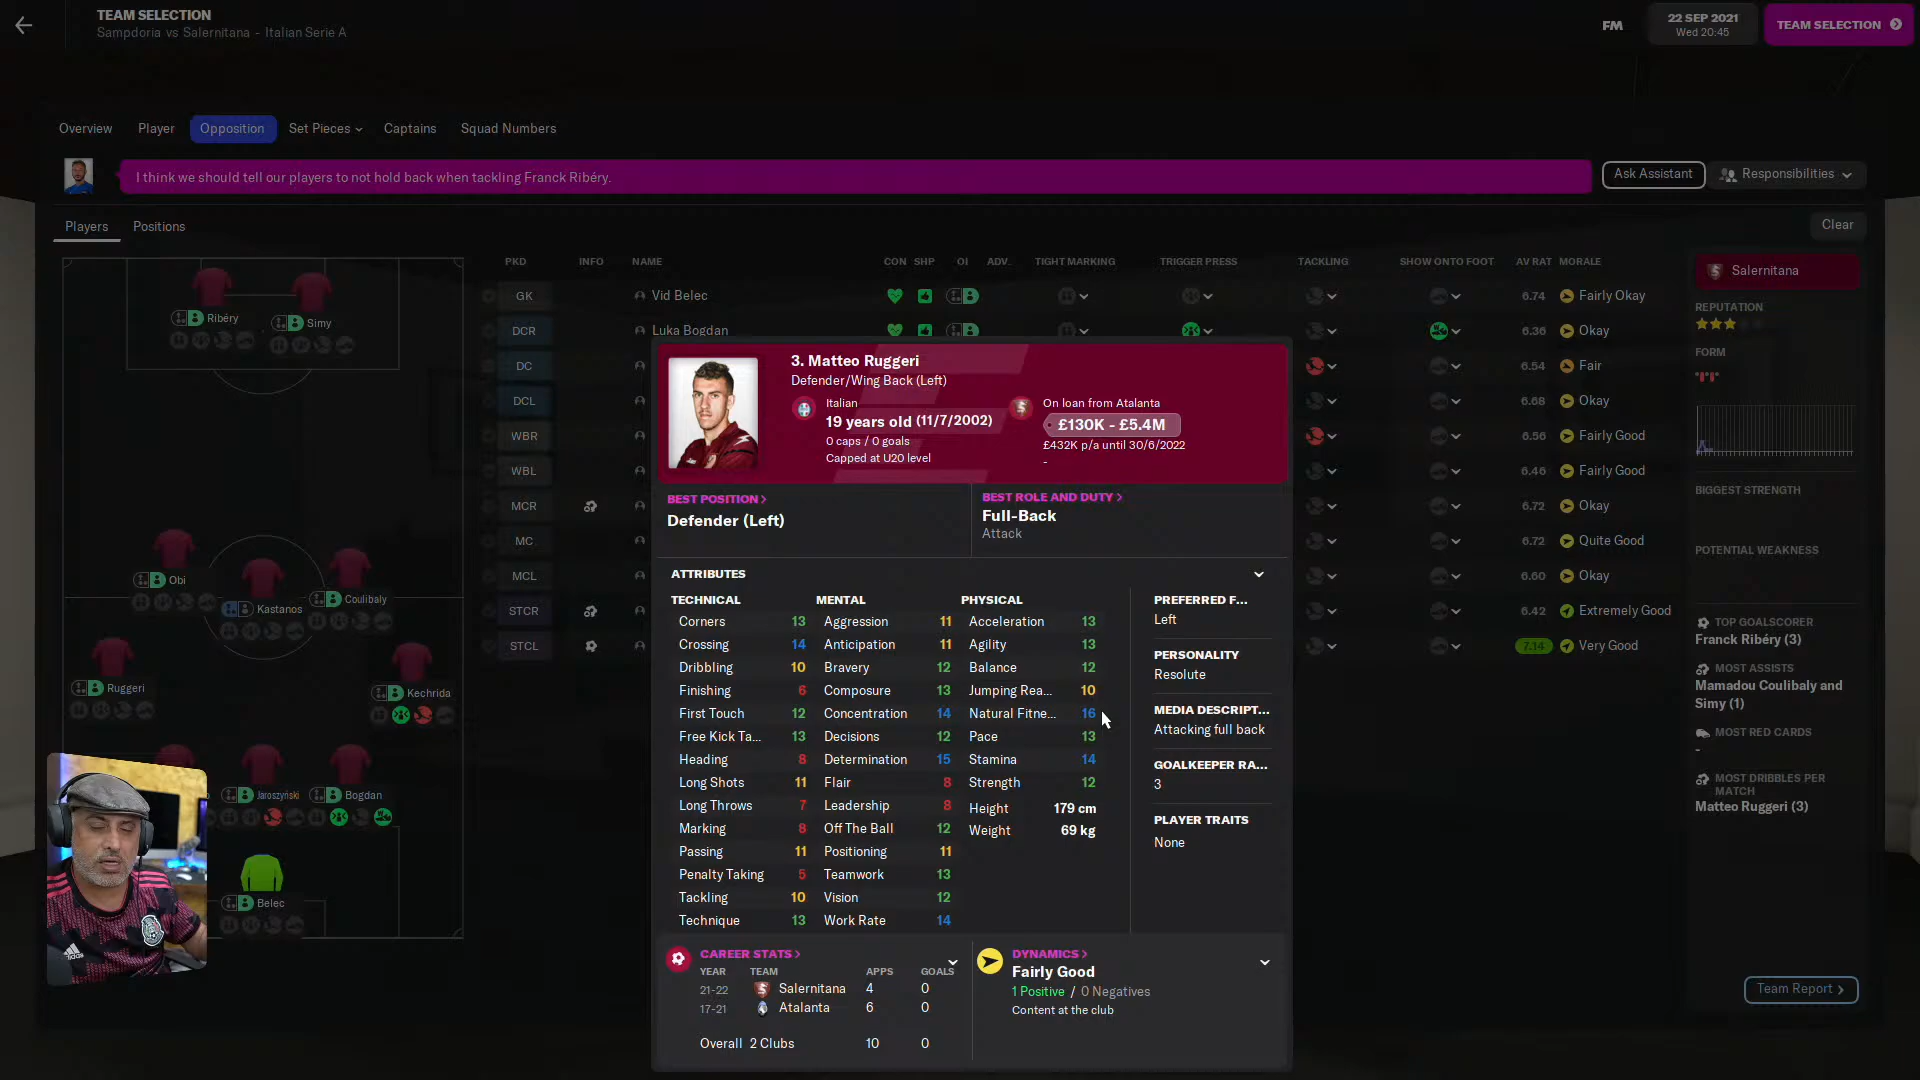 TEAM SELECTION
Sampdoria vs Salernitana - Italian Serie A
FM
22 SEP 2021
Wed 20:45
TEAM SELECTION
Overview Player Opposition Set Pieces Captains Squad Numbers
I think we should tell our players to not hold back when tackling Franck Ribéry.
Ask Assistant
Responsibilities
Players Positions
Clear
PKD INFO NAME CON SHP OI ADV. TIGHT MARKING TRIGGER PRESS TACKLING SHOW ONTO FOOT AV RAT MORALE
GK Vid Belec 6.74 Fairly Okay
DCR Luka Bogdan 6.36 Okay
DC 6.54 Fair
DCL 6.68 Okay
WBR 6.56 Fairly Good
WBL 6.46 Fairly Good
MCR 6.72 Okay
MC 6.72 Quite Good
MCL 6.60 Okay
STCR 6.42 Extremely Good
STCL 7.14 Very Good
Ribéry
Simy
Obi
Kastanos
Coulibaly
Ruggeri
Kechrida
Jaroszyński
Bogdan
Belec
3. Matteo Ruggeri
Defender/Wing Back (Left)
Italian
19 years old (11/7/2002)
0 caps / 0 goals
Capped at U20 level
On loan from Atalanta
£130K - £5.4M
£432K p/a until 30/6/2022
-
BEST POSITION >
Defender (Left)
BEST ROLE AND DUTY >
Full-Back
Attack
ATTRIBUTES
TECHNICAL MENTAL PHYSICAL
Corners 13 Aggression 11 Acceleration 13
Crossing 14 Anticipation 11 Agility 13
Dribbling 10 Bravery 12 Balance 12
Finishing 6 Composure 13 Jumping Rea... 10
First Touch 12 Concentration 14 Natural Fitne... 16
Free Kick Ta... 13 Decisions 12 Pace 13
Heading 8 Determination 15 Stamina 14
Long Shots 11 Flair 8 Strength 12
Long Throws 7 Leadership 8 Height 179 cm
Marking 8 Off The Ball 12 Weight 69 kg
Passing 11 Positioning 11
Penalty Taking 5 Teamwork 13
Tackling 10 Vision 12
Technique 13 Work Rate 14
PREFERRED F...
Left
PERSONALITY
Resolute
MEDIA DESCRIPT...
Attacking full back
GOALKEEPER RA...
3
PLAYER TRAITS
None
CAREER STATS >
YEAR TEAM APPS GOALS
21-22 Salernitana 4 0
17-21 Atalanta 6 0
Overall 2 Clubs 10 0
DYNAMICS >
Fairly Good
1 Positive / 0 Negatives
Content at the club
Salernitana
REPUTATION
FORM
BIGGEST STRENGTH
POTENTIAL WEAKNESS
TOP GOALSCORER
Franck Ribéry (3)
MOST ASSISTS
Mamadou Coulibaly and
Simy (1)
MOST RED CARDS
-
MOST DRIBBLES PER
MATCH
Matteo Ruggeri (3)
Team Report >
adidas